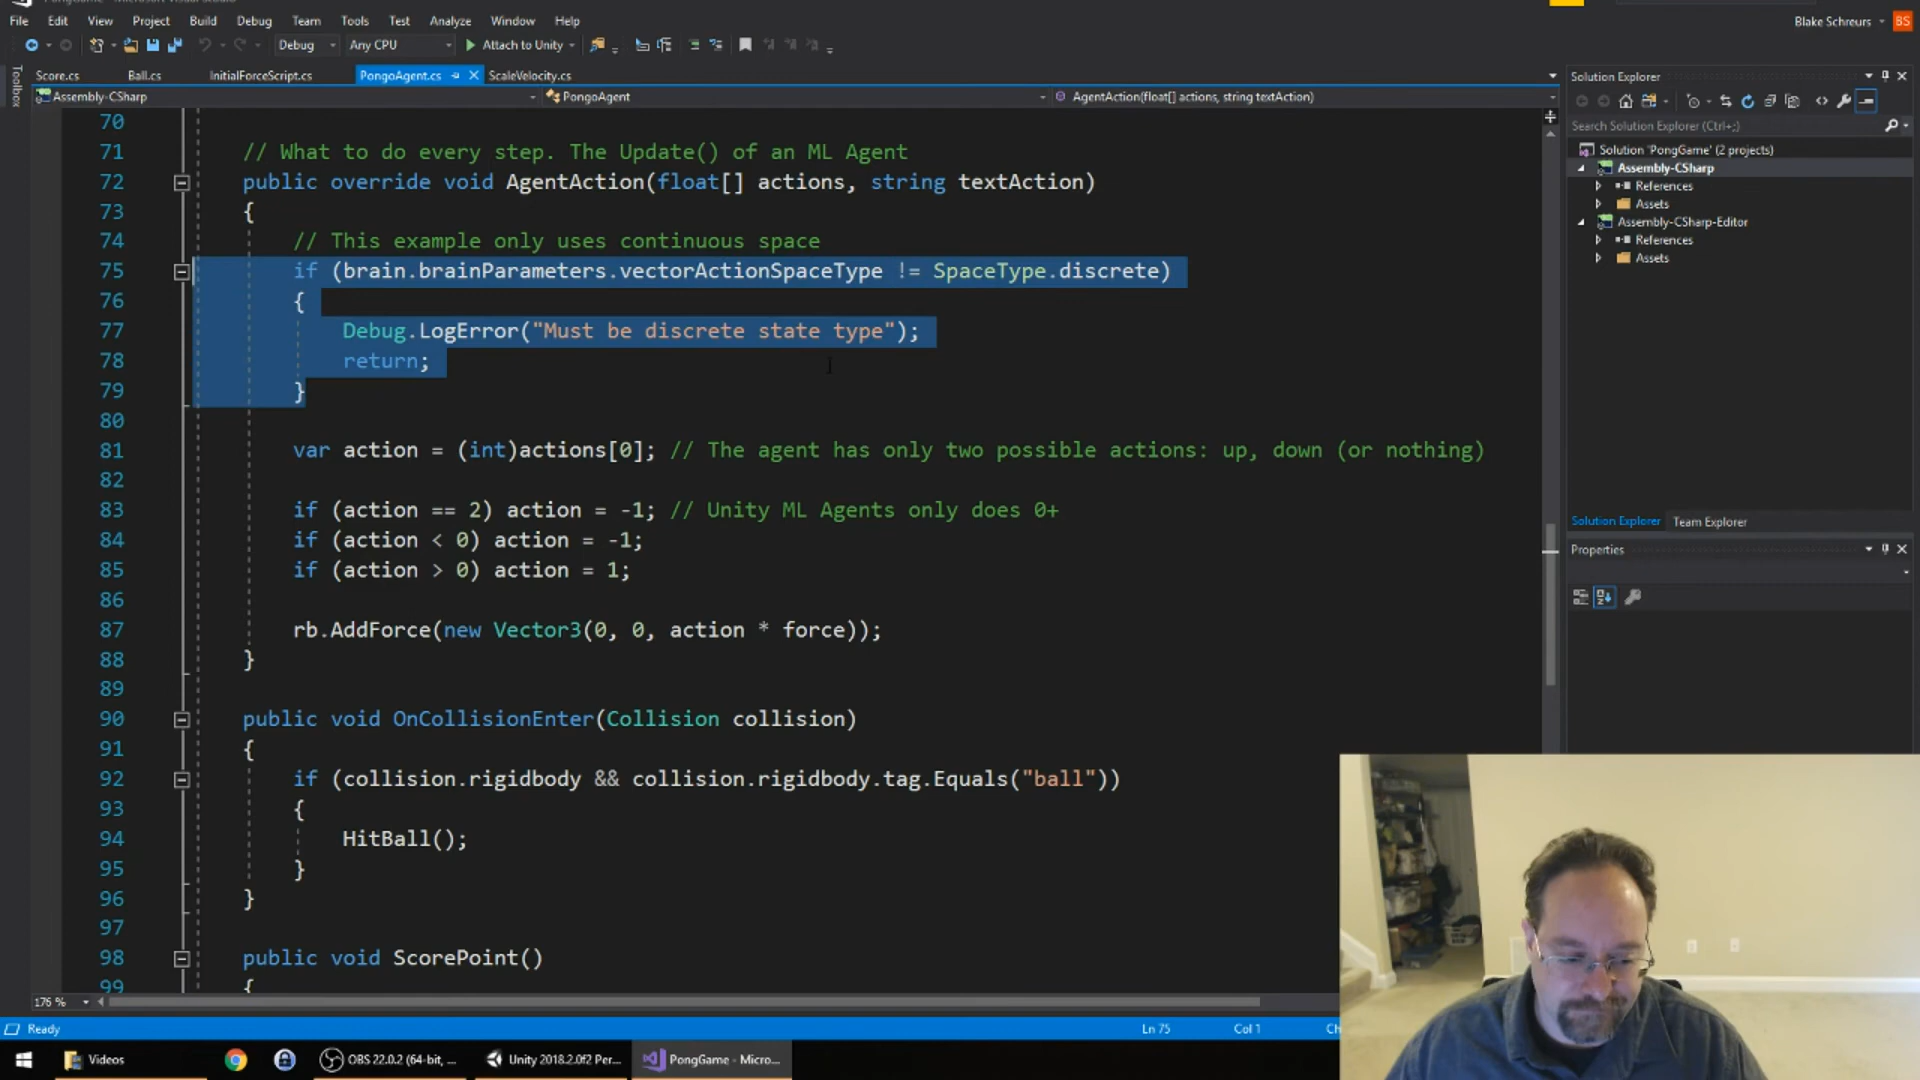 File Edit View Project Build Debug Team Tools Test Analyze Window Help
Blake Schreurs BS
Debug Any CPU Attach to Unity
Toolbox
Score.cs Ball.cs InitialForceScript.cs PongoAgent.cs ScaleVelocity.cs
Assembly-CSharp PongoAgent AgentAction(float[] actions, string textAction)
70
71 // What to do every step. The Update() of an ML Agent
72 public override void AgentAction(float[] actions, string textAction)
73 {
74 // This example only uses continuous space
75 if (brain.brainParameters.vectorActionSpaceType != SpaceType.discrete)
76 {
77 Debug.LogError("Must be discrete state type");
78 return;
79 }
80
81 var action = (int)actions[0]; // The agent has only two possible actions: up, down (or nothing)
82
83 if (action == 2) action = -1; // Unity ML Agents only does 0+
84 if (action < 0) action = -1;
85 if (action > 0) action = 1;
86
87 rb.AddForce(new Vector3(0, 0, action * force));
88 }
89
90 public void OnCollisionEnter(Collision collision)
91 {
92 if (collision.rigidbody && collision.rigidbody.tag.Equals("ball"))
93 {
94 HitBall();
95 }
96 }
97
98 public void ScorePoint()
99 {
176 %
Solution Explorer
Search Solution Explorer (Ctrl+;)
Solution 'PongGame' (2 projects)
Assembly-CSharp
References
Assets
Assembly-CSharp-Editor
References
Assets
Solution Explorer Team Explorer
Properties
Ready Ln 75 Col 1
Videos OBS 22.0.2 (64-bit, ... Unity 2018.2.0f2 Per... PongGame - Micro...